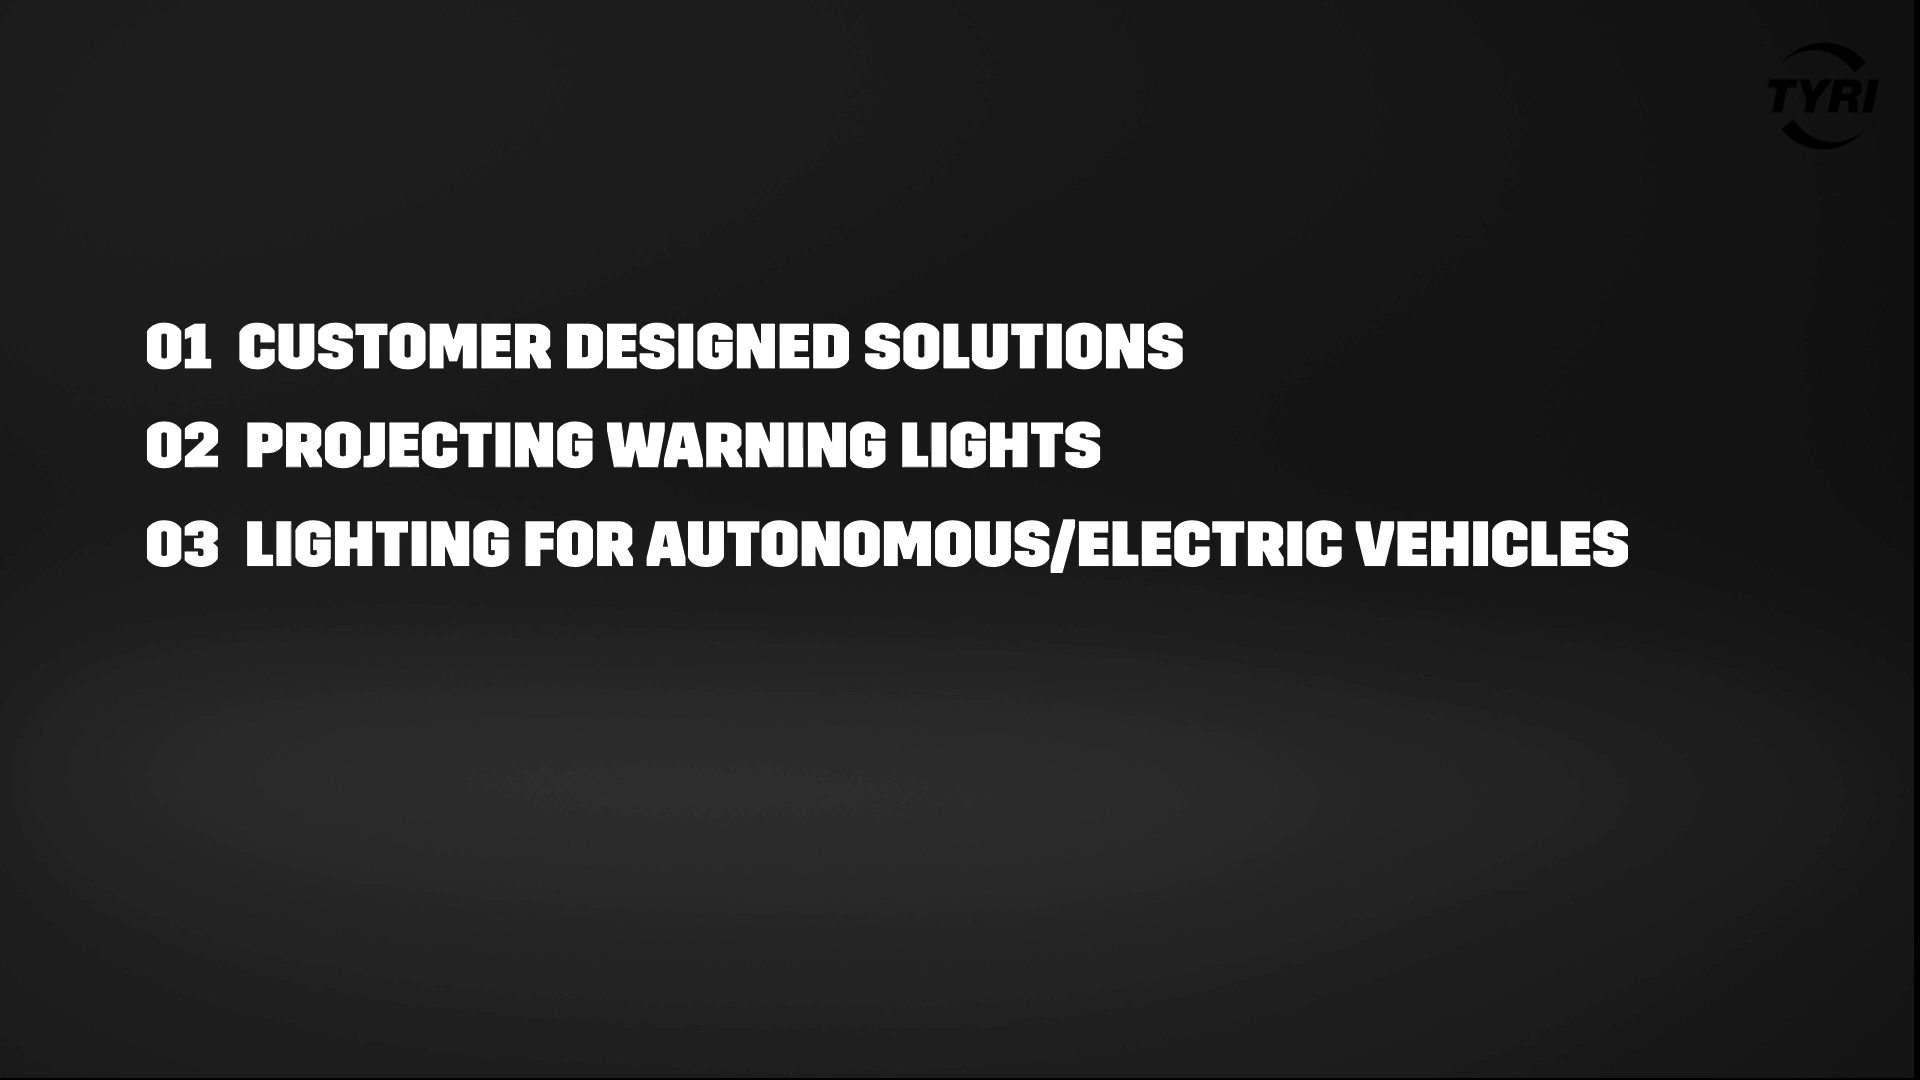 TYRI
01 CUSTOMER DESIGNED SOLUTIONS
02 PROJECTING WARNING LIGHTS
03 LIGHTING FOR AUTONOMOUS/ELECTRIC VEHICLES